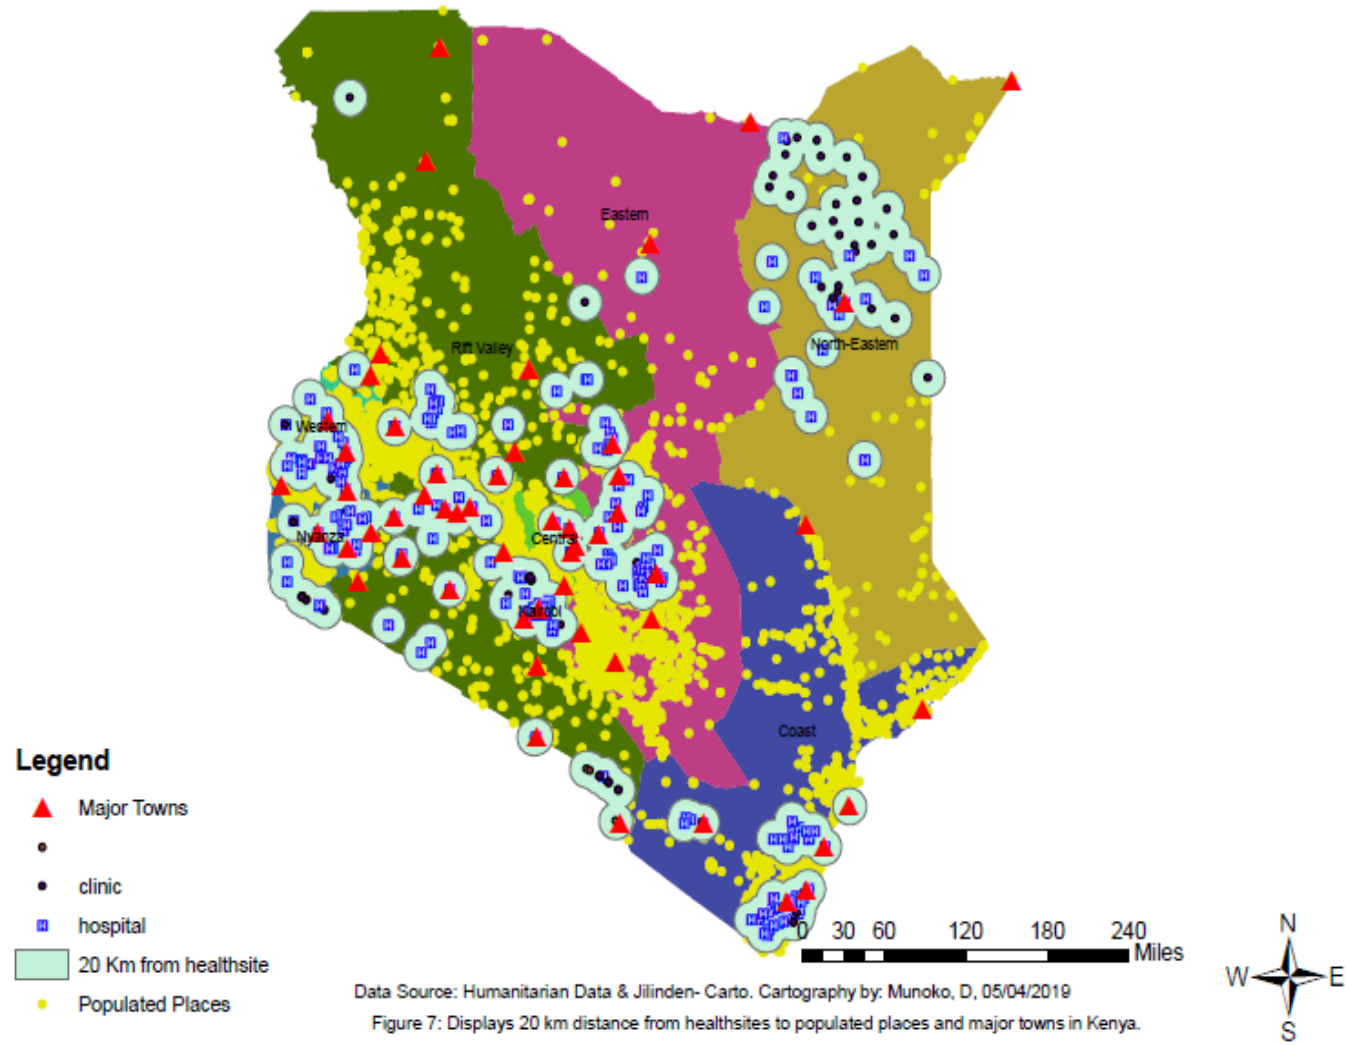 Eastern
Rift Valley
North-Eastern
Western
Nyanza
Central
Nairobi
Coast
Legend
Major Towns
clinic
hospital
20 Km from healthsite
Populated Places
0 30 60 120 180 240
Miles
N
W E
S
Data Source: Humanitarian Data & Jilinden- Carto. Cartography by: Munoko, D, 05/04/2019
Figure 7: Displays 20 km distance from healthsites to populated places and major towns in Kenya.